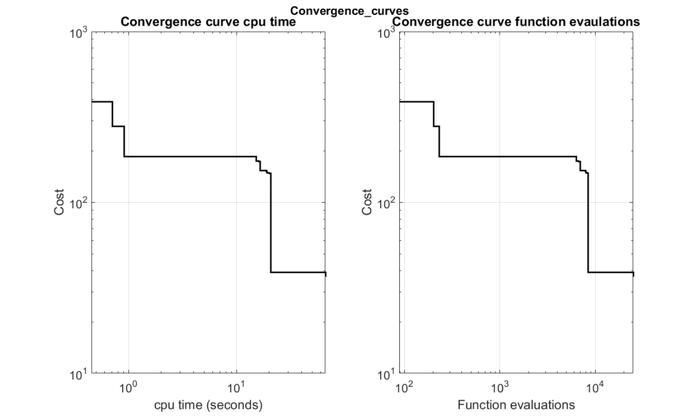 Convergence_curves
Convergence curve cpu time
Convergence curve function evaulations
10^3
10^2
10^1
Cost
10^0
10^1
cpu time (seconds)
10^3
10^2
10^1
Cost
10^2
10^3
10^4
Function evaluations